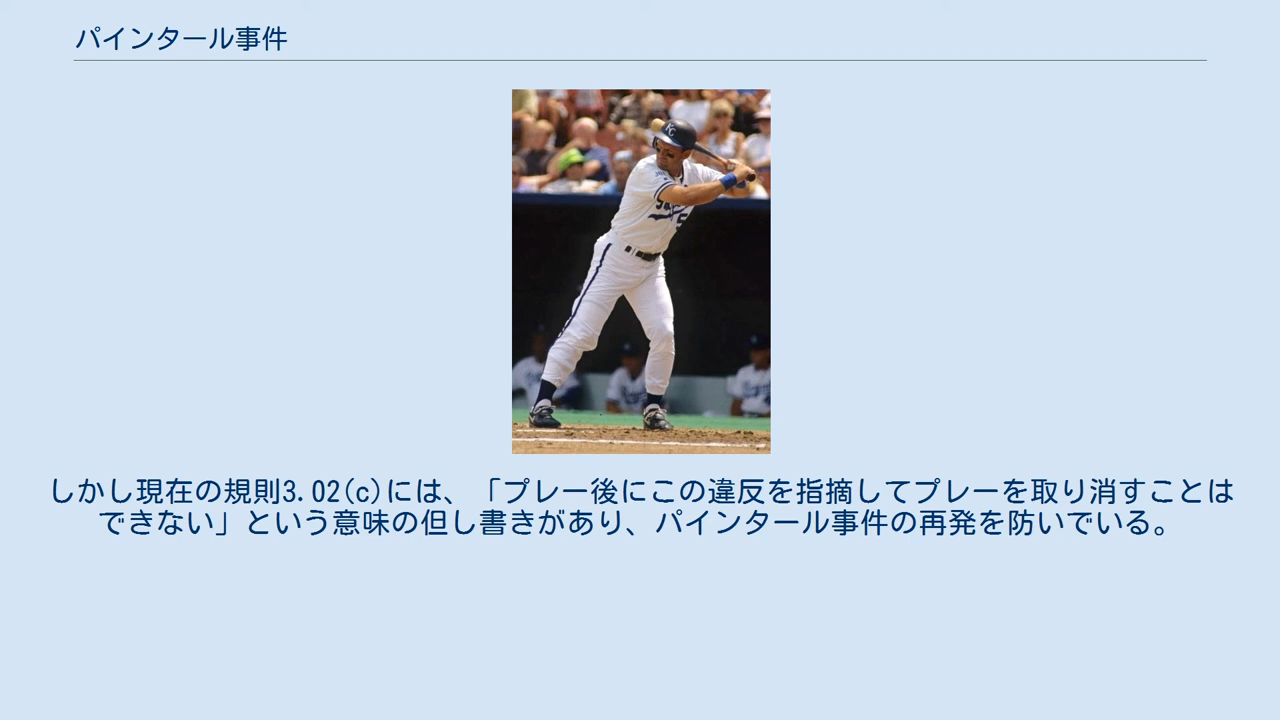 パインタール事件
KC
しかし現在の規則3.02(c)には、「プレー後にこの違反を指摘してプレーを取り消すことは
できない」という意味の但し書きがあり、パインタール事件の再発を防いでいる。